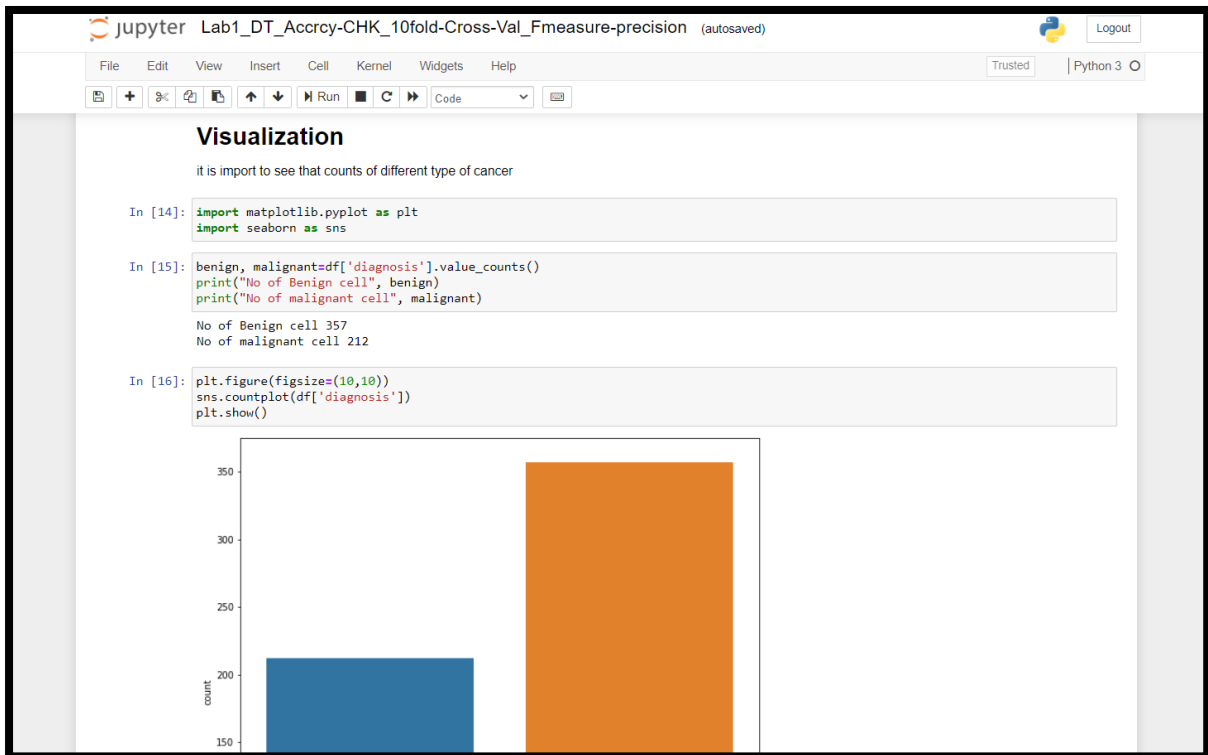 jupyter Lab1_DT_Accrcy-CHK_10fold-Cross-Val_Fmeasure-precision (autosaved)
Logout
File Edit View Insert Cell Kernel Widgets Help
Trusted Python 3
Run Code
Visualization
it is import to see that counts of different type of cancer
In [14]: import matplotlib.pyplot as plt
import seaborn as sns
In [15]: benign, malignant=df['diagnosis'].value_counts()
print("No of Benign cell", benign)
print("No of malignant cell", malignant)
No of Benign cell 357
No of malignant cell 212
In [16]: plt.figure(figsize=(10,10))
sns.countplot(df['diagnosis'])
plt.show()
350
300
250
200
count
150